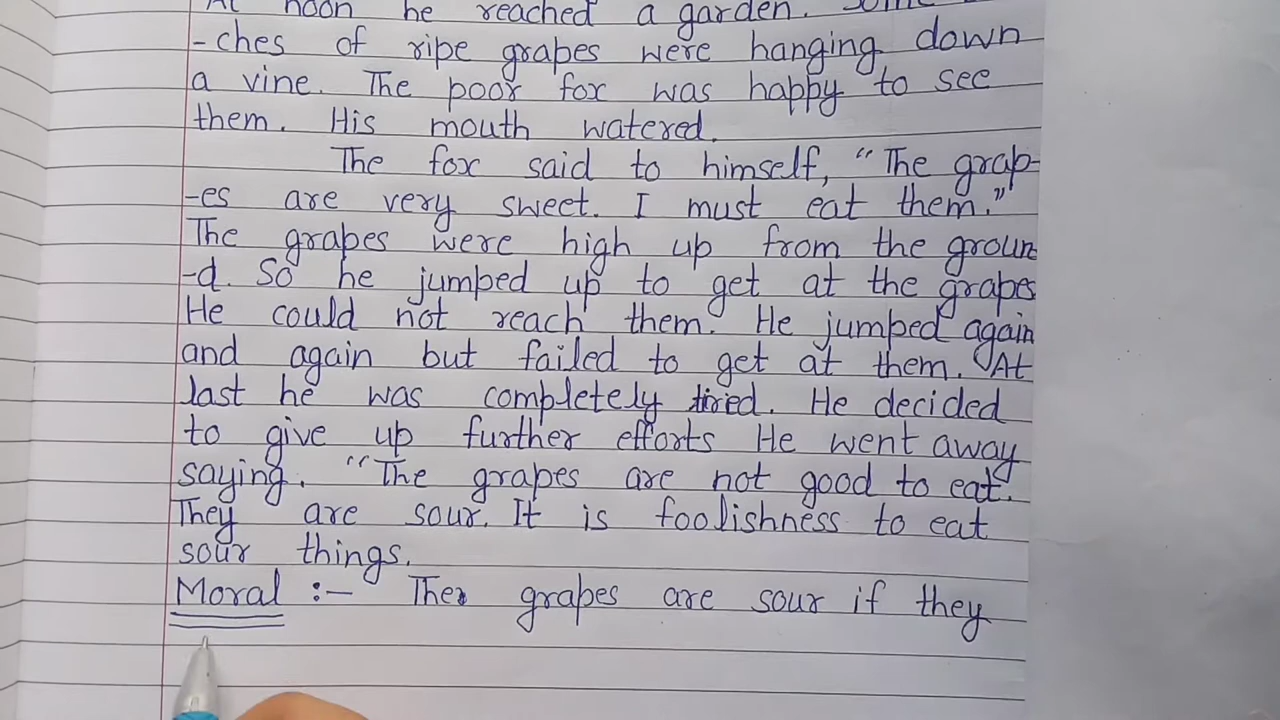 At noon he reached a garden. Some
-ches of ripe grapes were hanging down
a vine. The poor fox was happy to see
them. His mouth watered.
The fox said to himself, "The grap-
-es are very sweet. I must eat them."
The grapes were high up from the groun
-d. So he jumped up to get at the grapes
He could not reach them. He jumped again
and again but failed to get at them. At
last he was completely tired. He decided
to give up further efforts He went away
saying. "The grapes are not good to eat.
They are sour. It is foolishness to eat
sour things.
Moral :- The grapes are sour if they